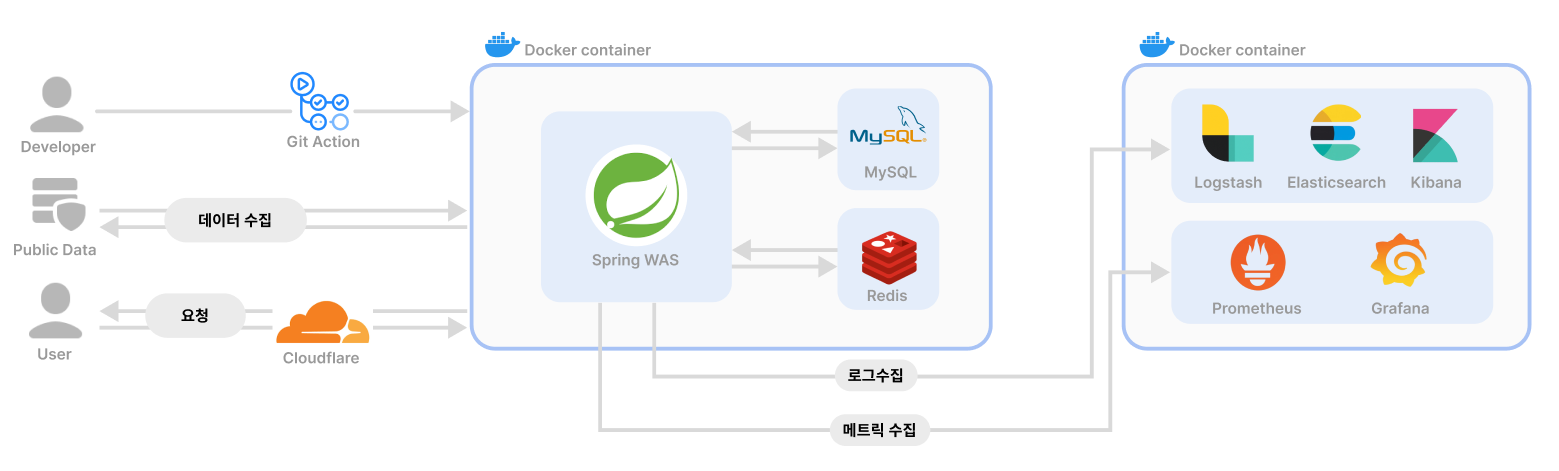 Docker container
Docker container
Developer
Git Action
Public Data
데이터 수집
User
요청
Cloudflare
Spring WAS
MySQL®
MySQL
Redis
Logstash
Elasticsearch
Kibana
Prometheus
Grafana
로그수집
메트릭 수집